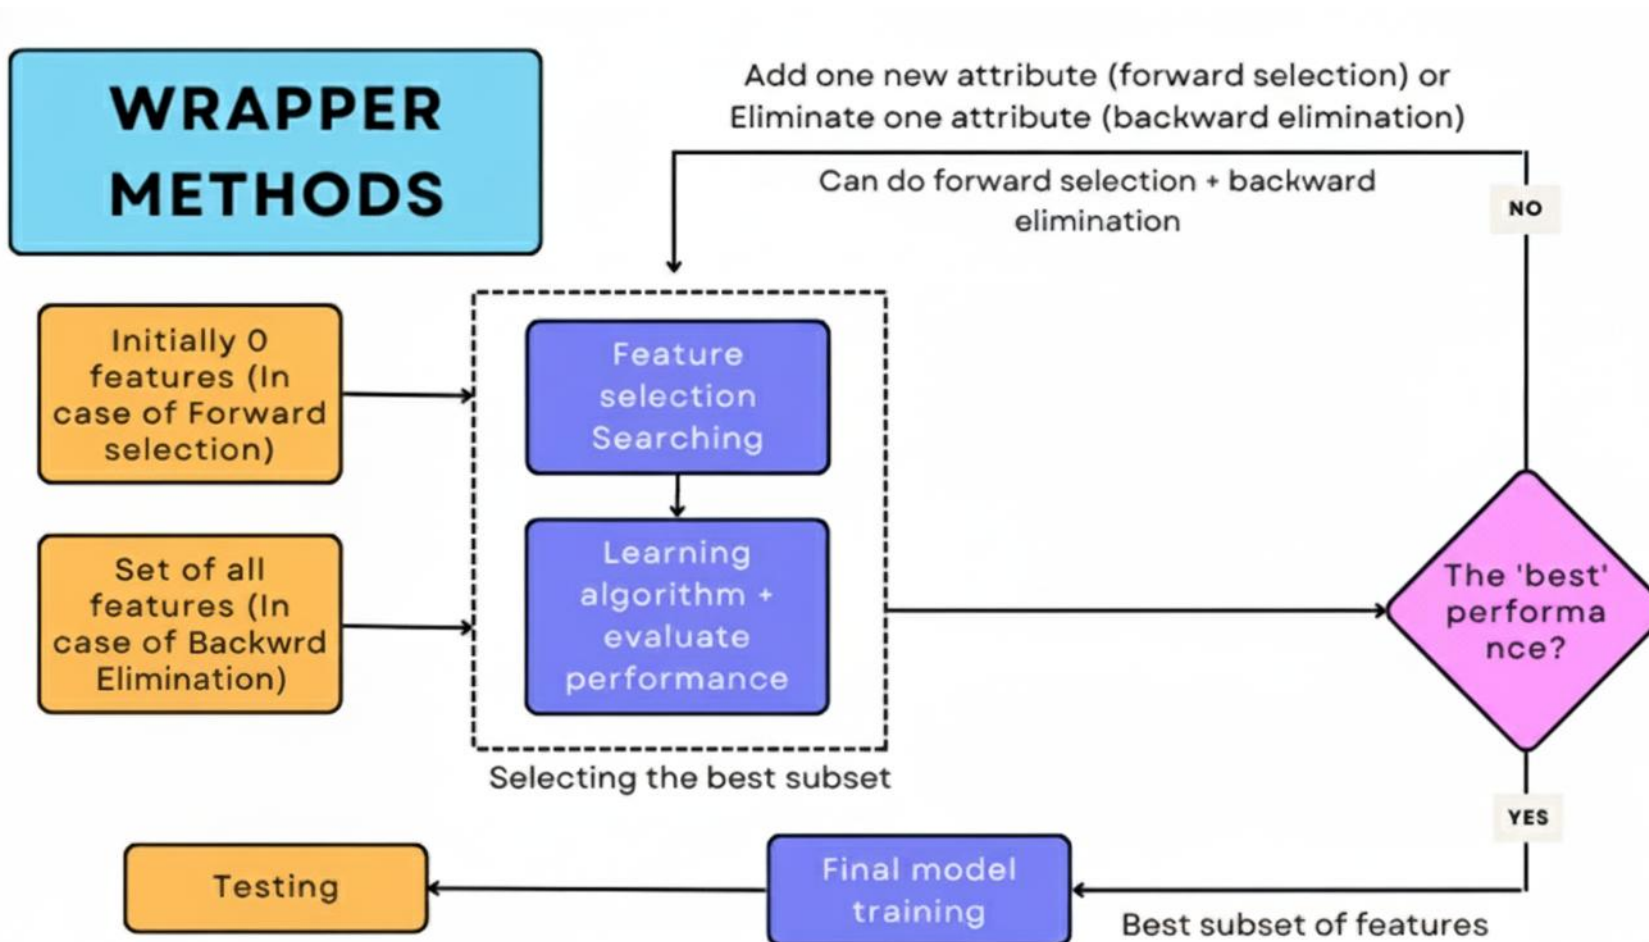 WRAPPER
METHODS
Add one new attribute (forward selection) or
Eliminate one attribute (backward elimination)
Can do forward selection + backward
elimination
NO
Initially 0
features (In
case of Forward
selection)
Feature
selection
Searching
Set of all
features (In
case of Backwrd
Elimination)
Learning
algorithm +
evaluate
performance
The 'best'
performa
nce?
Selecting the best subset
YES
Testing
Final model
training
Best subset of features